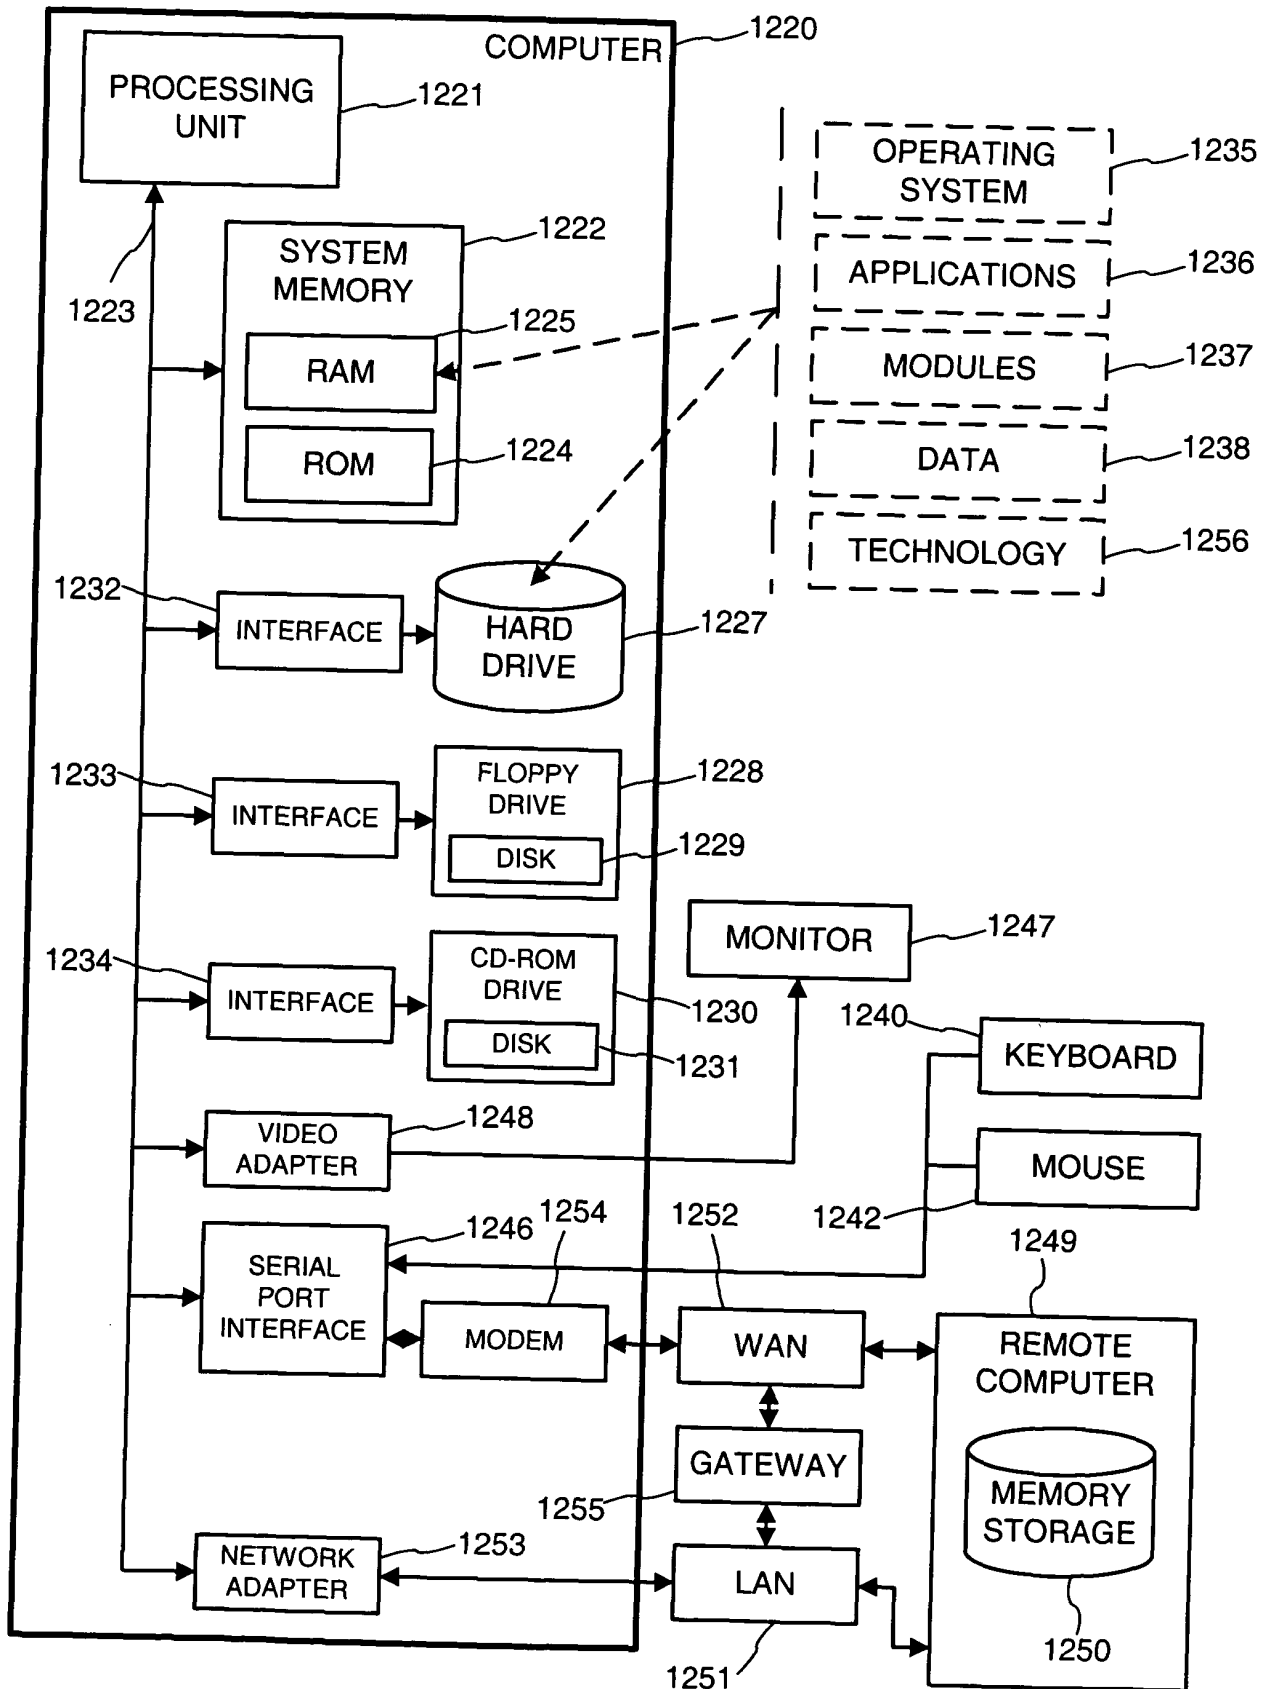 COMPUTER
1220
PROCESSING
UNIT
1221
1223
SYSTEM
MEMORY
1222
1225
RAM
ROM
1224
OPERATING
SYSTEM
1235
APPLICATIONS
1236
MODULES
1237
DATA
1238
TECHNOLOGY
1256
1232
INTERFACE
HARD
DRIVE
1227
1233
INTERFACE
FLOPPY
DRIVE
1228
DISK
1229
1234
INTERFACE
CD-ROM
DRIVE
1230
DISK
1231
MONITOR
1247
1240
KEYBOARD
MOUSE
1242
VIDEO
ADAPTER
1248
SERIAL
PORT
INTERFACE
1246
1254
MODEM
1252
WAN
1249
REMOTE
COMPUTER
MEMORY
STORAGE
1250
GATEWAY
1255
NETWORK
ADAPTER
1253
LAN
1251